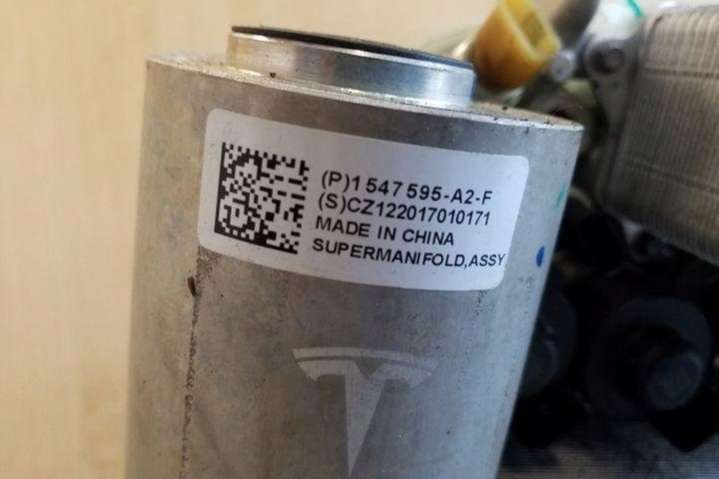 (P)1547595-A2-F
(S)CZ122017010171
MADE IN CHINA
SUPERMANIFOLD,ASSY